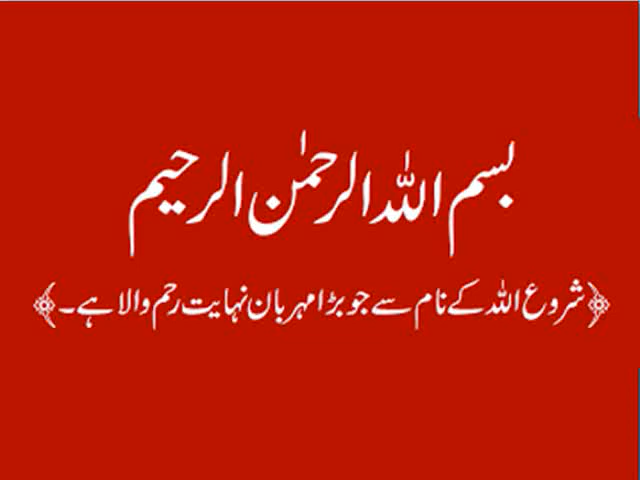 بسم اللہ الرحمٰن الرحیم
﴿شروع اللہ کے نام سے جو بڑا مہربان نہایت رحم والا ہے۔﴾